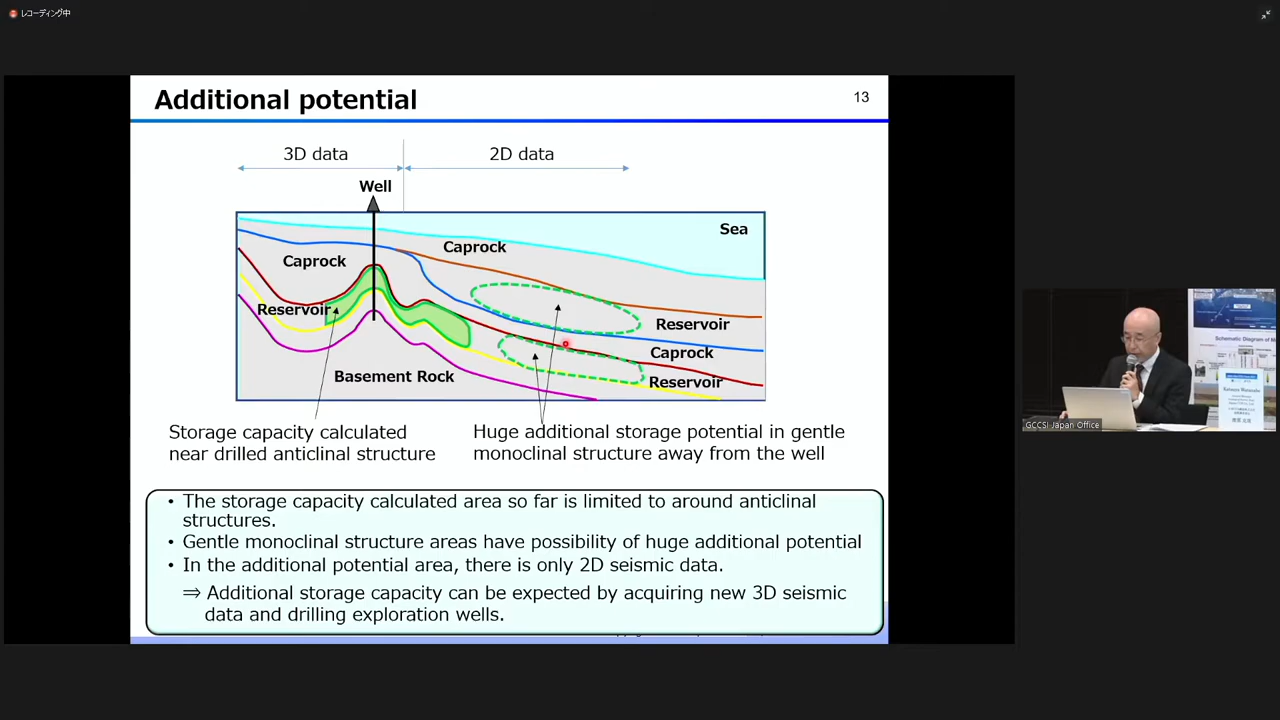 レコーディング中
Additional potential
13
3D data
2D data
Well
Sea
Caprock
Caprock
Reservoir
Reservoir
Caprock
Reservoir
Basement Rock
Storage capacity calculated
near drilled anticlinal structure
Huge additional storage potential in gentle
monoclinal structure away from the well
• The storage capacity calculated area so far is limited to around anticlinal
structures.
• Gentle monoclinal structure areas have possibility of huge additional potential
• In the additional potential area, there is only 2D seismic data.
⇒ Additional storage capacity can be expected by acquiring new 3D seismic
data and drilling exploration wells.
Schematic Diagram of M
GCCSI Japan Office